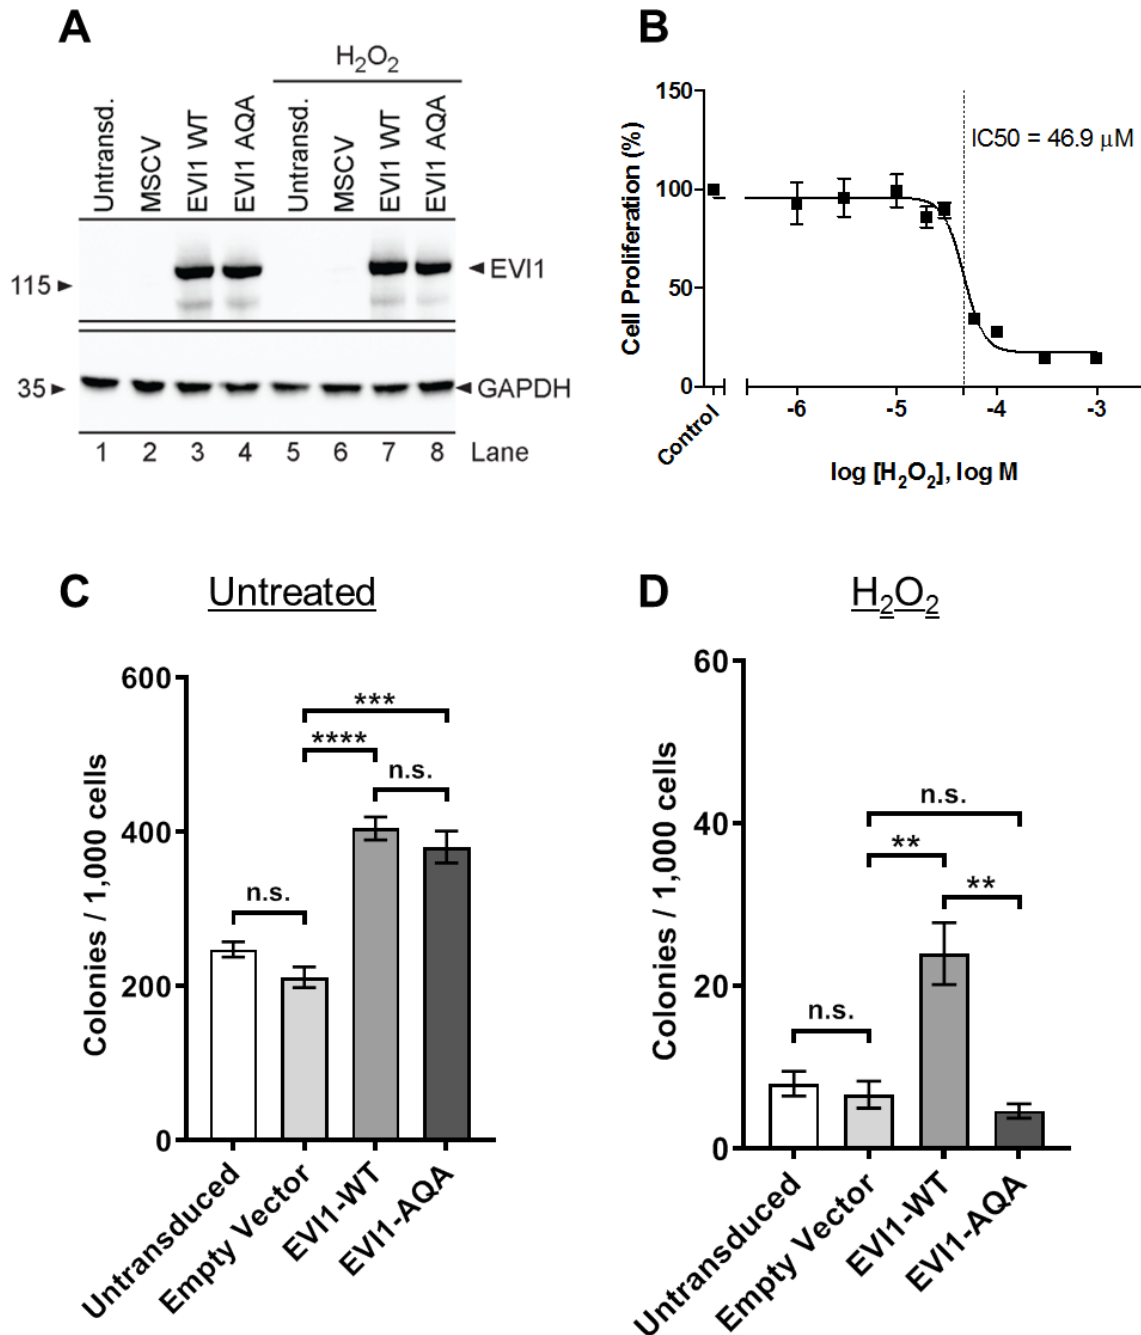 A
H2O2
Untransd.
MSCV
EVI1 WT
EVI1 AQA
Untransd.
MSCV
EVI1 WT
EVI1 AQA
115
EVI1
35
GAPDH
1 2 3 4 5 6 7 8 Lane
B
150
100
50
0
Cell Proliferation (%)
IC50 = 46.9 μM
Control
-6 -5 -4 -3
log [H2O2], log M
C
Untreated
600
400
200
0
Colonies / 1,000 cells
***
****
n.s.
n.s.
Untransduced
Empty Vector
EVI1-WT
EVI1-AQA
D
H2O2
60
40
20
0
Colonies / 1,000 cells
n.s.
**
**
n.s.
Untransduced
Empty Vector
EVI1-WT
EVI1-AQA